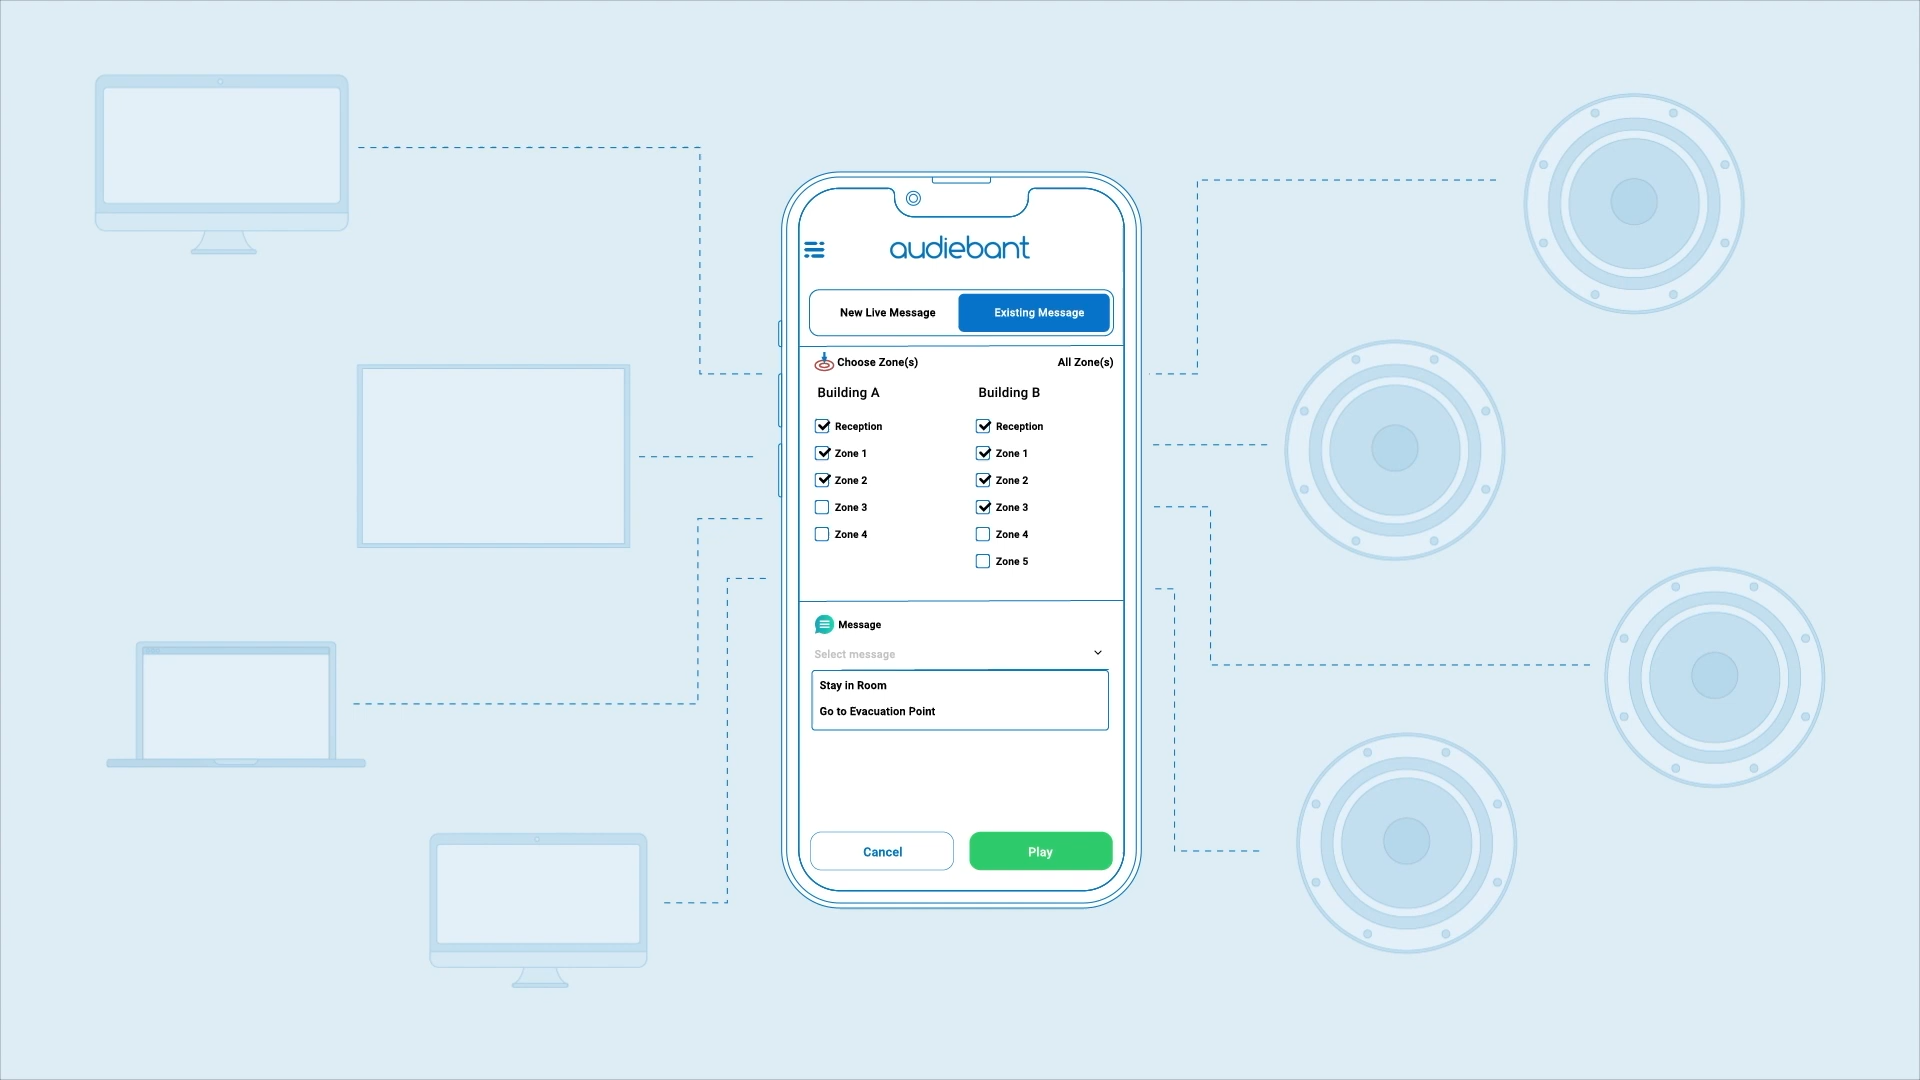 audiebant
New Live Message Existing Message
Choose Zone(s) All Zone(s)
Building A Building B
Reception Reception
Zone 1 Zone 1
Zone 2 Zone 2
Zone 3 Zone 3
Zone 4 Zone 4
Zone 5
Message
Select message
Stay in Room
Go to Evacuation Point
Cancel Play